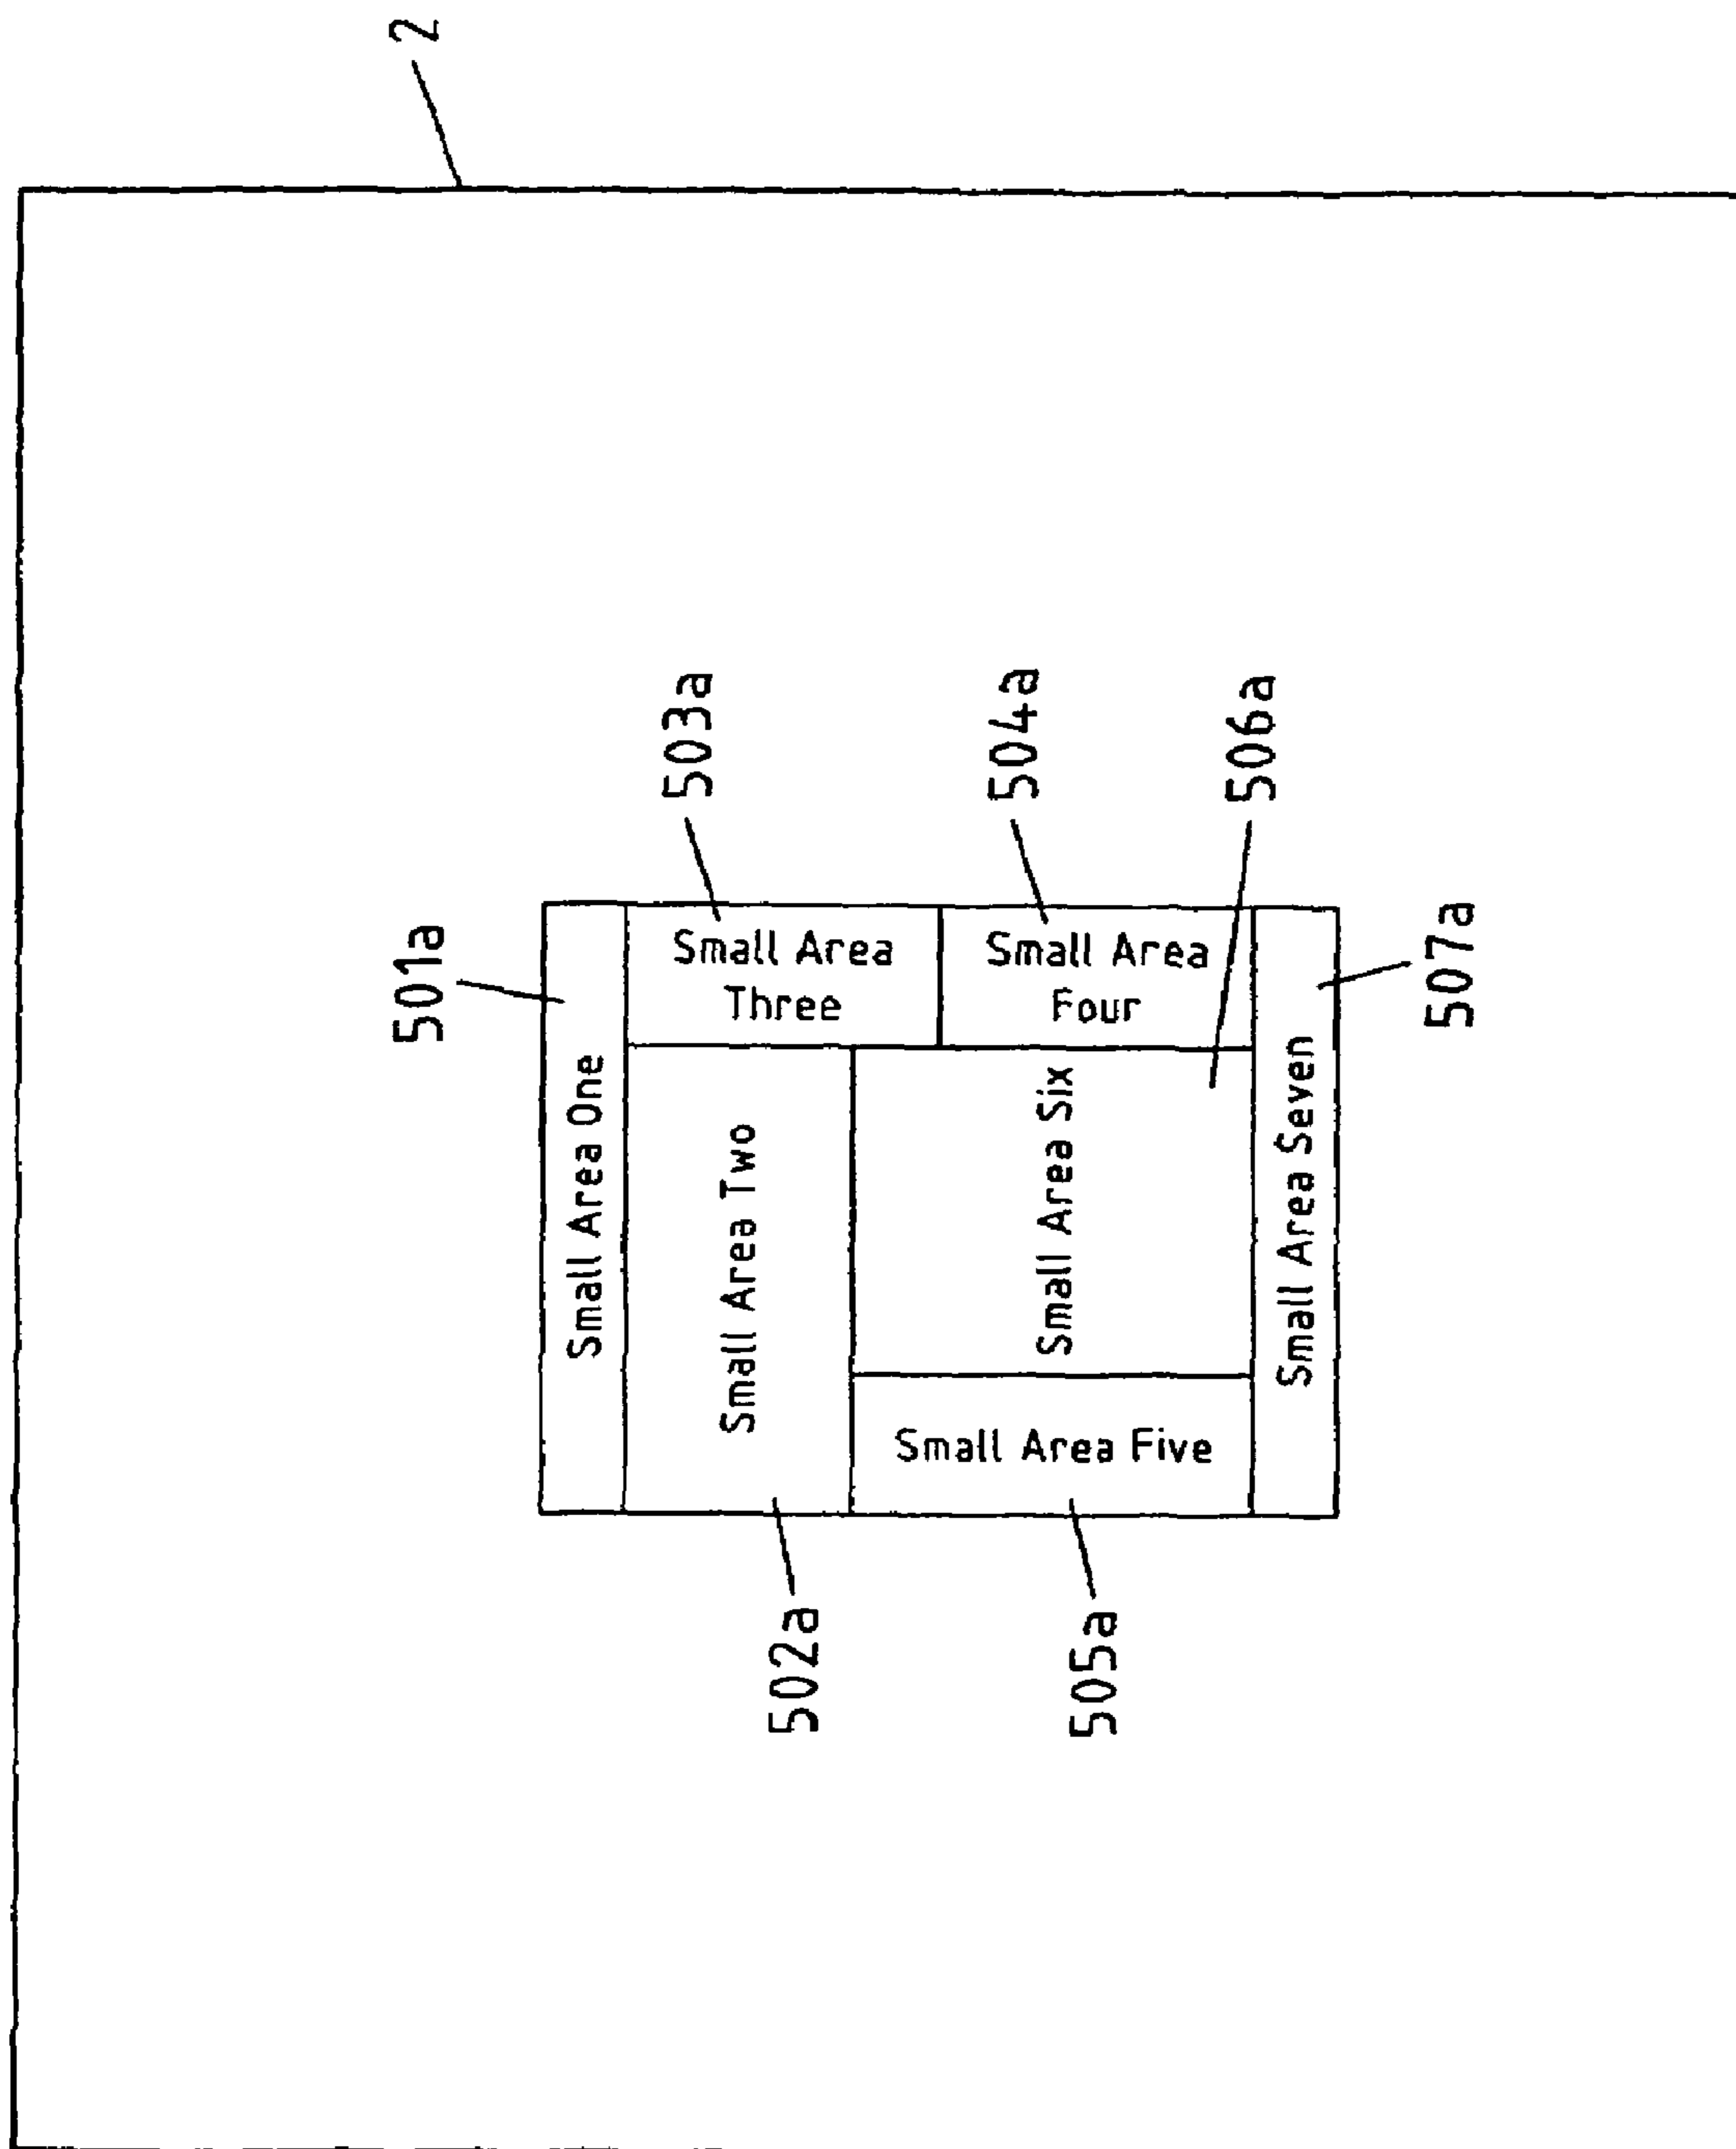 2
501a
503a
504a
506a
507a
502a
505a
Small Area One
Small Area Two
Small Area
Three
Small Area
Four
Small Area Five
Small Area Six
Small Area Seven